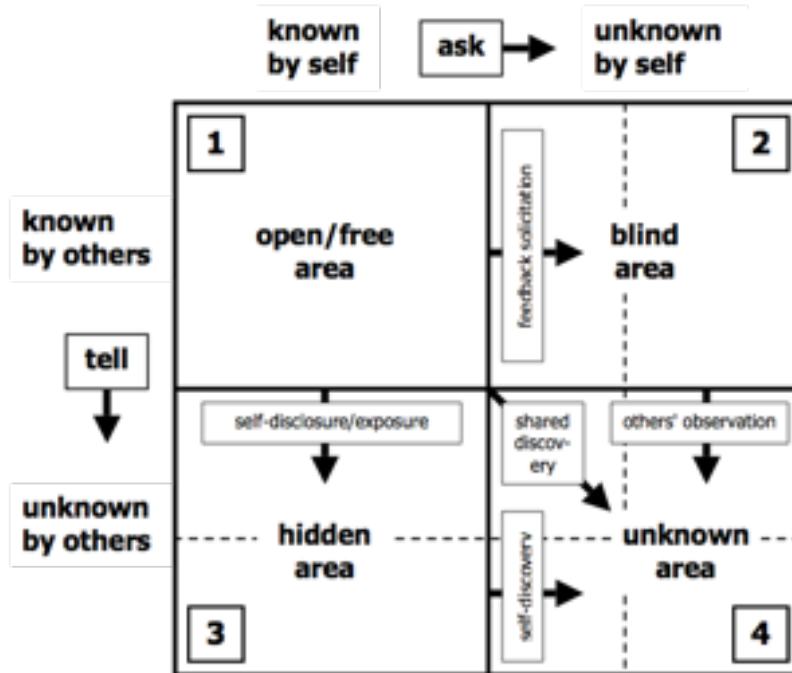 known
by self
ask
unknown
by self
1
2
known
by others
open/free
area
feedback solicitation
blind
area
tell
self-disclosure/exposure
shared
discov-
ery
others' observation
unknown
by others
hidden
area
self-discovery
unknown
area
3
4